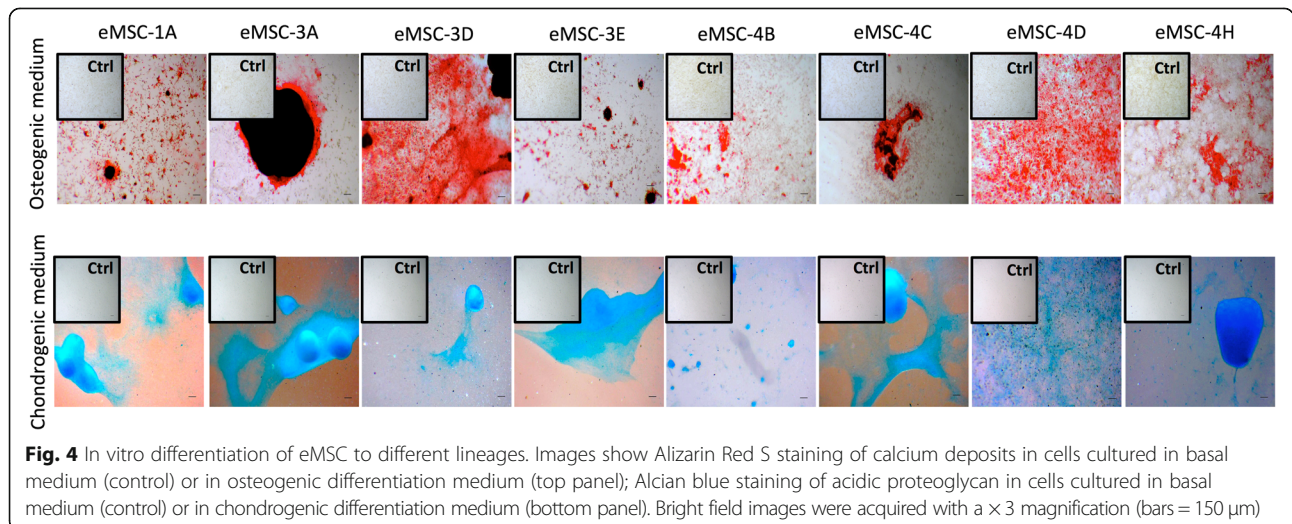 eMSC-1A eMSC-3A eMSC-3D eMSC-3E eMSC-4B eMSC-4C eMSC-4D eMSC-4H
Osteogenic medium
Ctrl Ctrl Ctrl Ctrl Ctrl Ctrl Ctrl Ctrl
Chondrogenic medium
Ctrl Ctrl Ctrl Ctrl Ctrl Ctrl Ctrl Ctrl
Fig. 4 In vitro differentiation of eMSC to different lineages. Images show Alizarin Red S staining of calcium deposits in cells cultured in basal
medium (control) or in osteogenic differentiation medium (top panel); Alcian blue staining of acidic proteoglycan in cells cultured in basal
medium (control) or in chondrogenic differentiation medium (bottom panel). Bright field images were acquired with a × 3 magnification (bars = 150 μm)